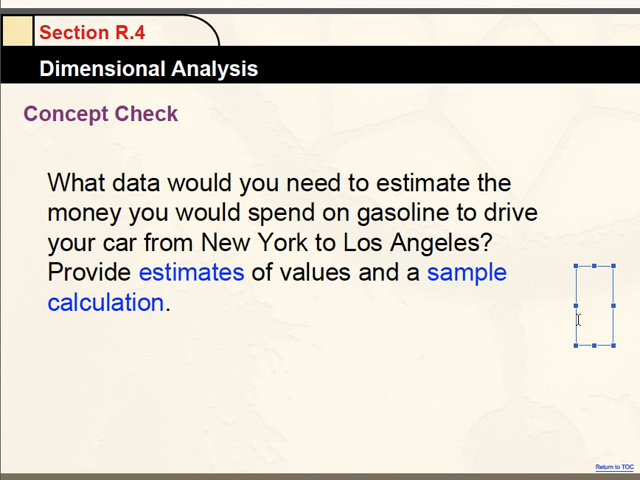 Section R.4
Dimensional Analysis
Concept Check
What data would you need to estimate the
money you would spend on gasoline to drive
your car from New York to Los Angeles?
Provide estimates of values and a sample
calculation.
Return to TOC